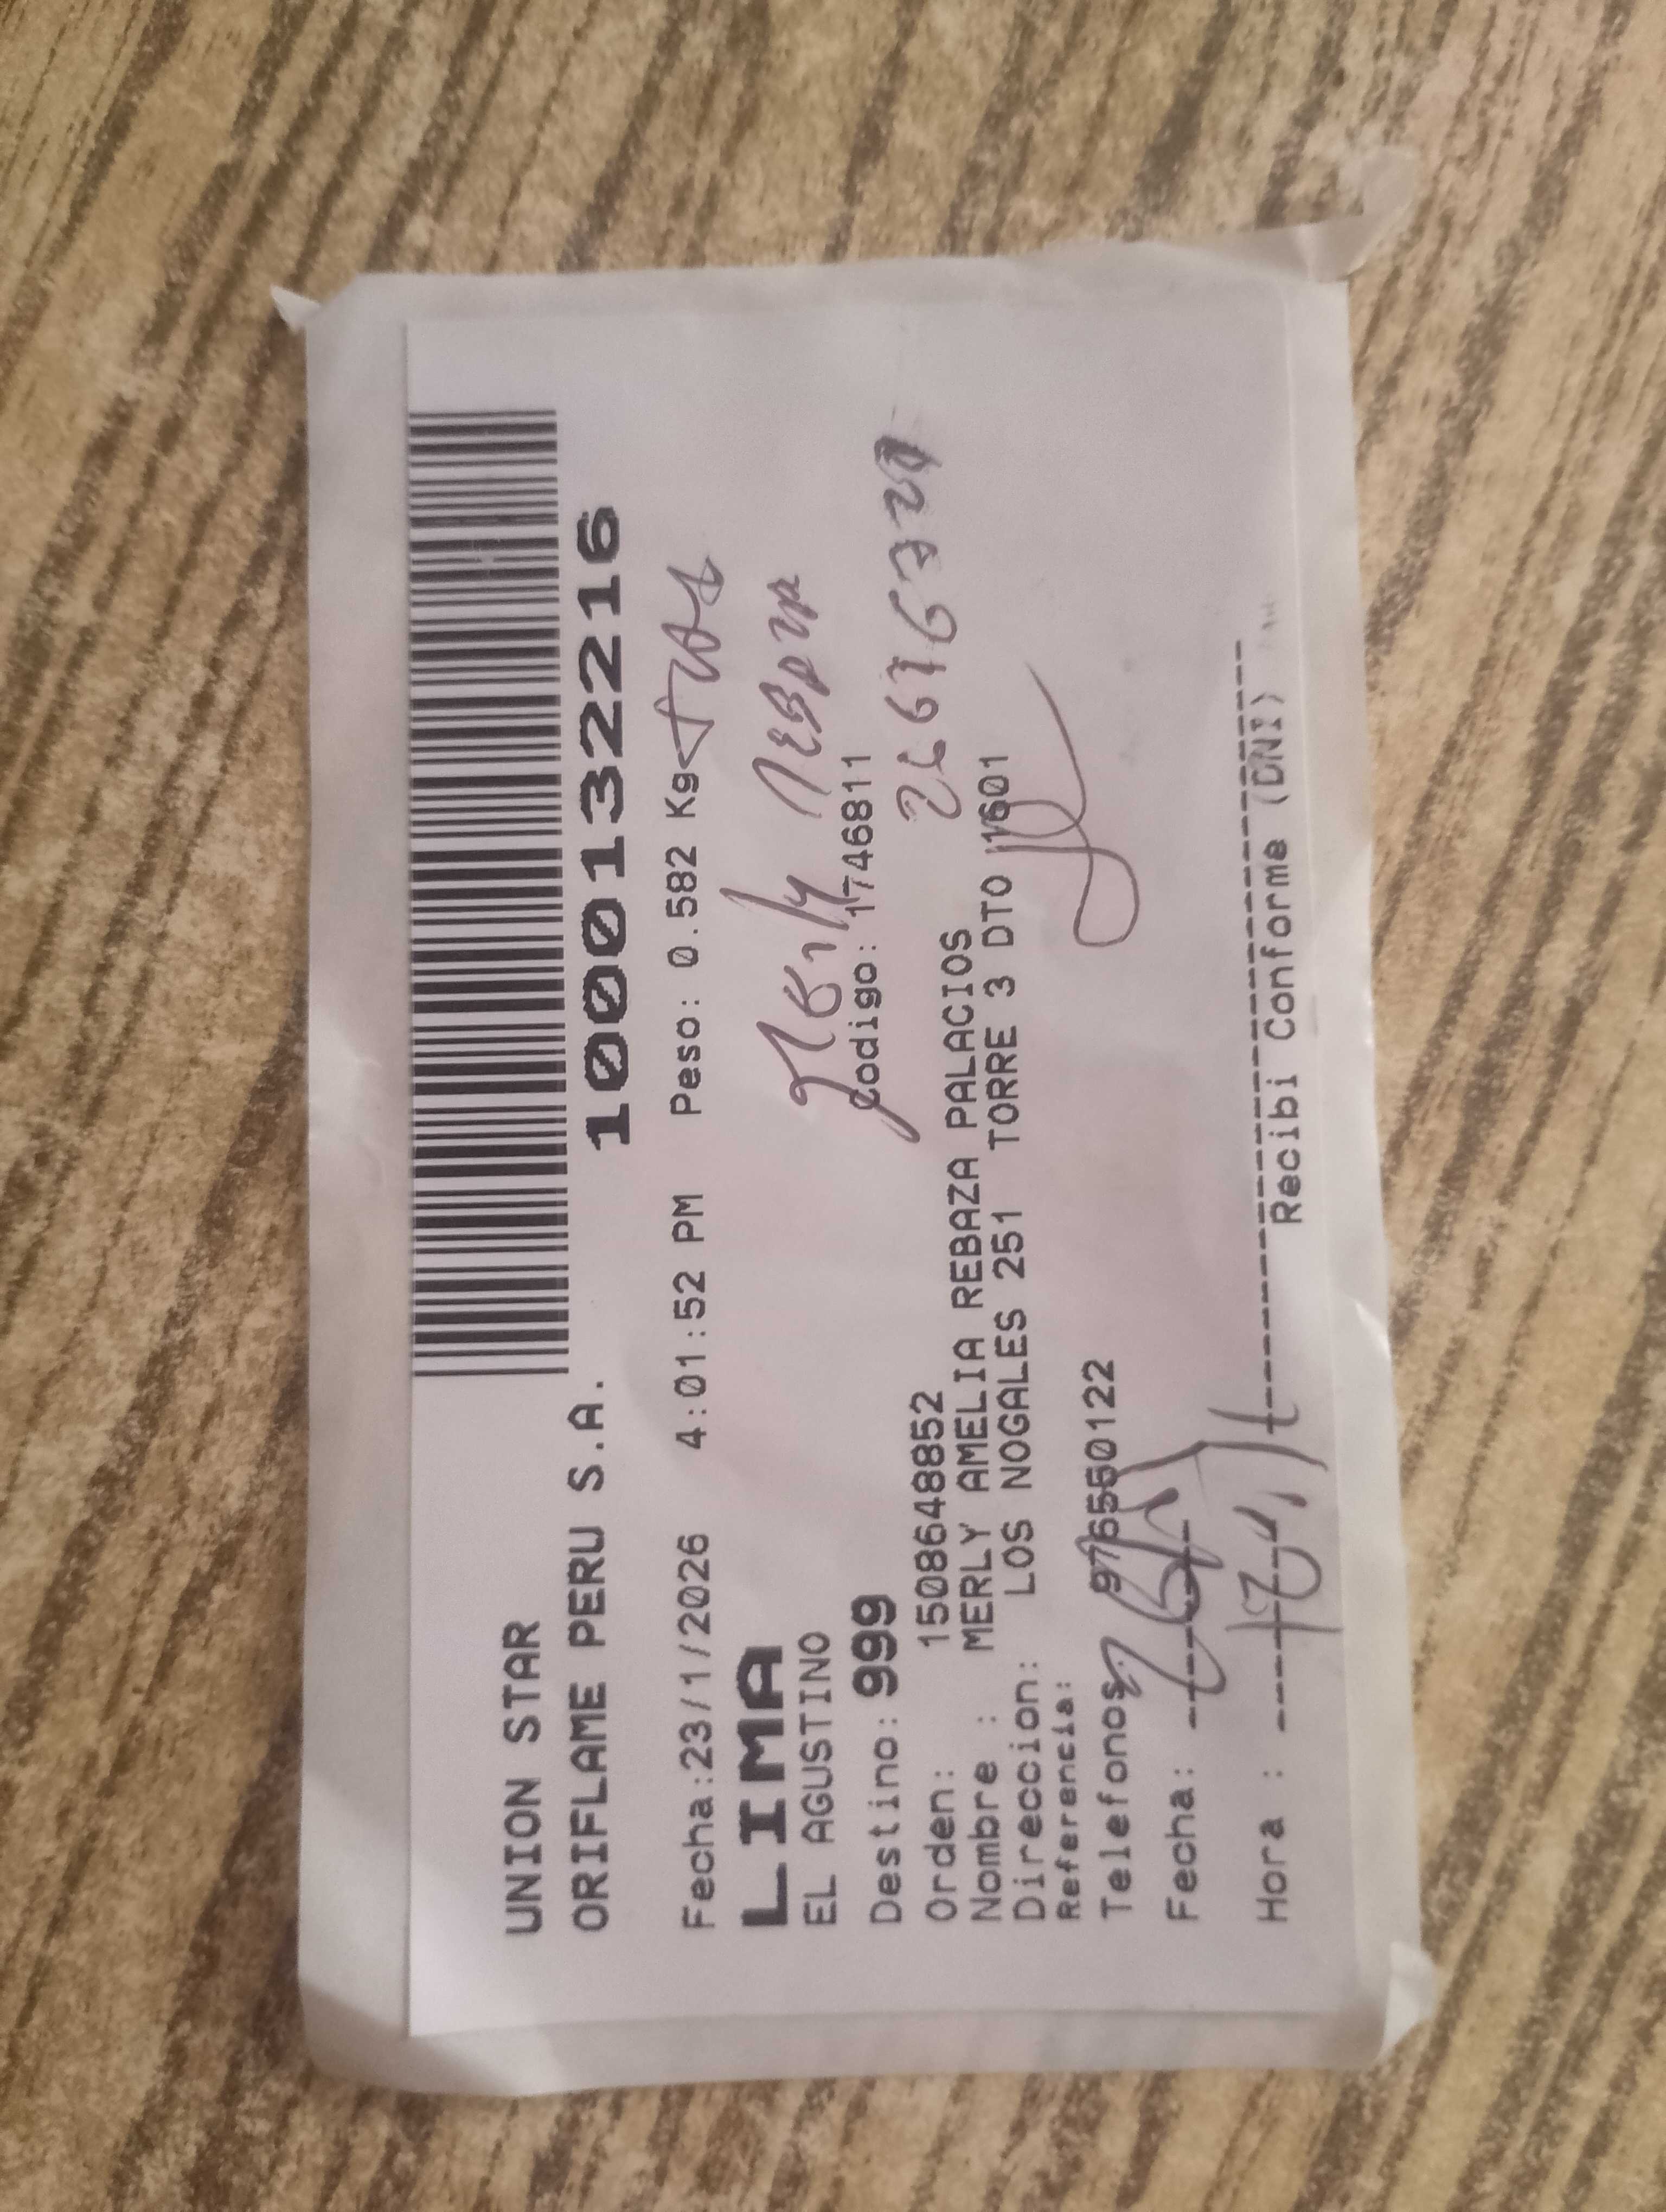 UNION STAR
ORIFLAME PERU S.A.
1000132216
Fecha:23/1/2026 4:01:52 PM Peso: 0.582 Kg
LIMA
EL AGUSTINO
Destino: 999 Codigo: 1746811
Orden: 1508648852
Nombre : MERLY AMELIA REBAZA PALACIOS
Direccion: LOS NOGALES 251 TORRE 3 DTO 1601
Referencia:
Telefonos: 976550122
Fecha:
Hora :
Recibi Conforme (DNI)